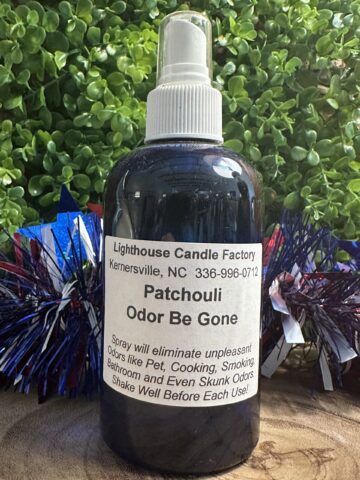 Lighthouse Candle Factory
Kernersville, NC 336-996-0712
Patchouli
Odor Be Gone
Spray will eliminate unpleasant
Odors like Pet, Cooking, Smoking,
Bathroom and Even Skunk Odors
Shake Well Before Each Use!